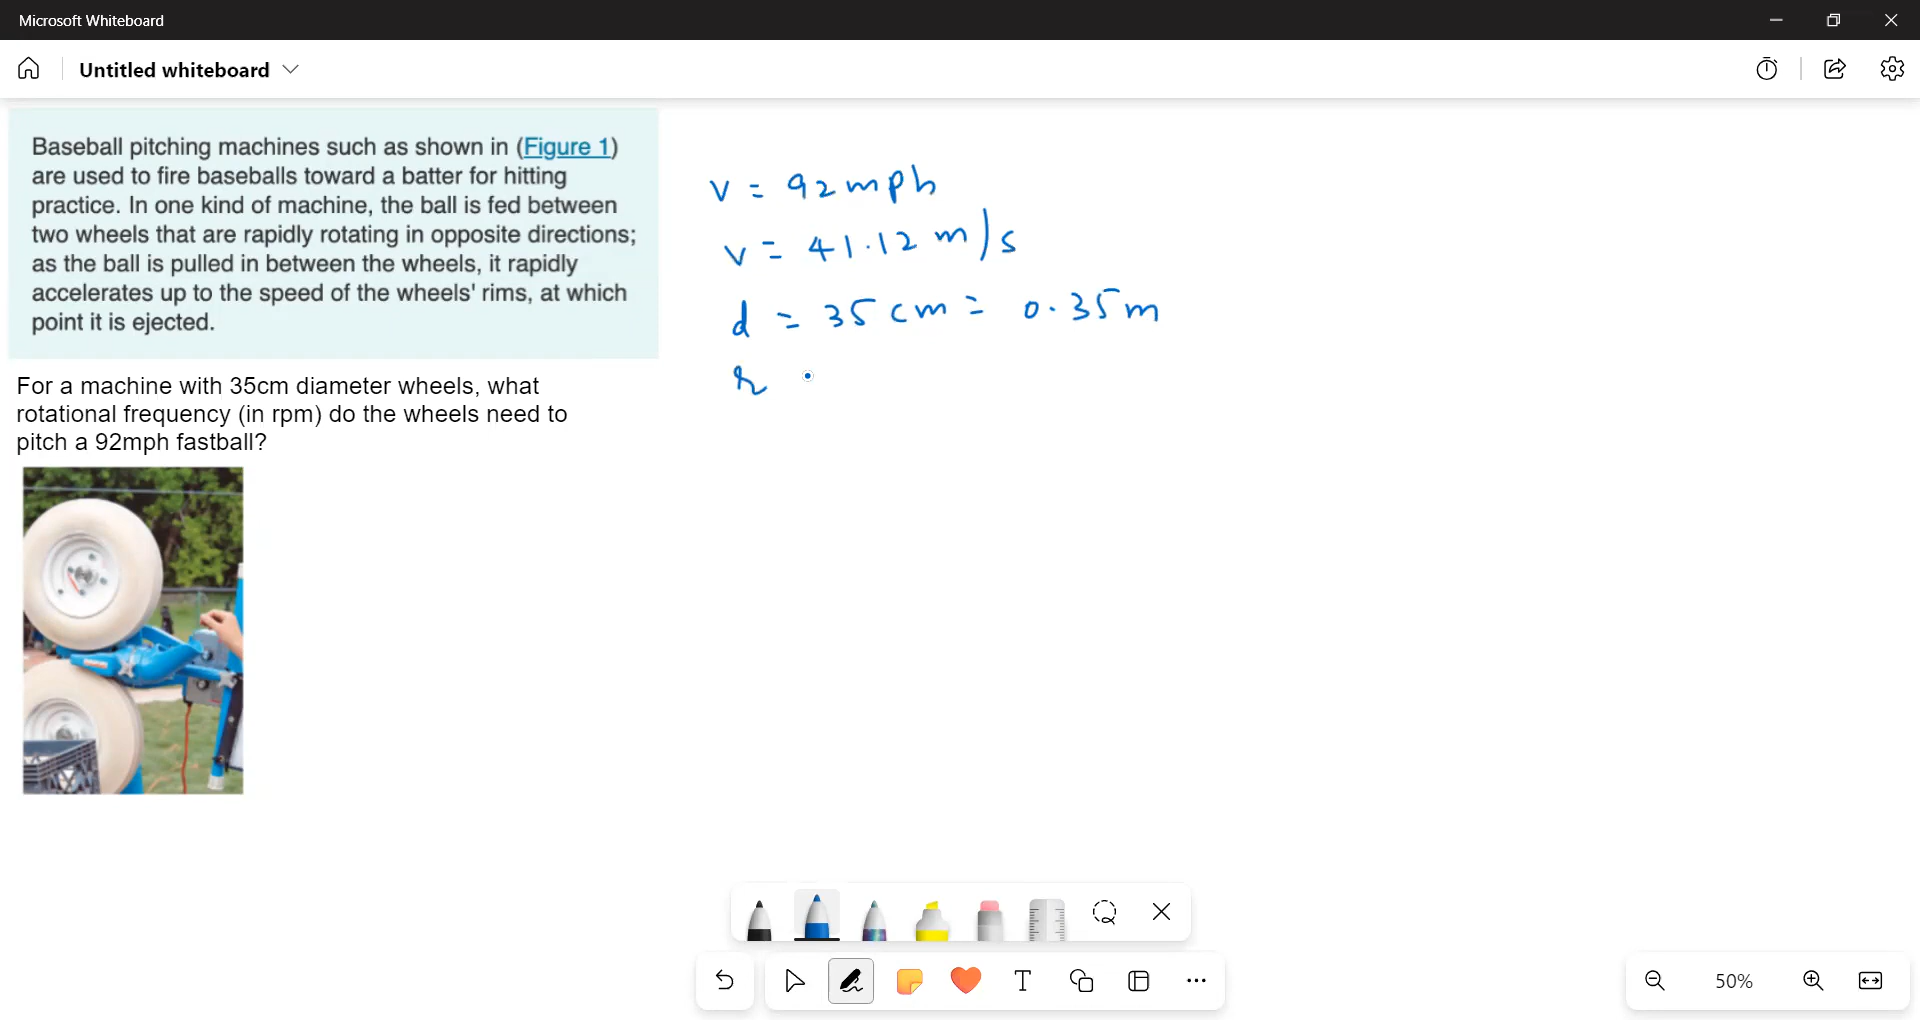 Microsoft Whiteboard
Untitled whiteboard
Baseball pitching machines such as shown in (Figure 1)
are used to fire baseballs toward a batter for hitting
practice. In one kind of machine, the ball is fed between
two wheels that are rapidly rotating in opposite directions;
as the ball is pulled in between the wheels, it rapidly
accelerates up to the speed of the wheels' rims, at which
point it is ejected.
For a machine with 35cm diameter wheels, what
rotational frequency (in rpm) do the wheels need to
pitch a 92mph fastball?
v = 92 mph
v = 41.12 m/s
d = 35 cm = 0.35 m
r
50%